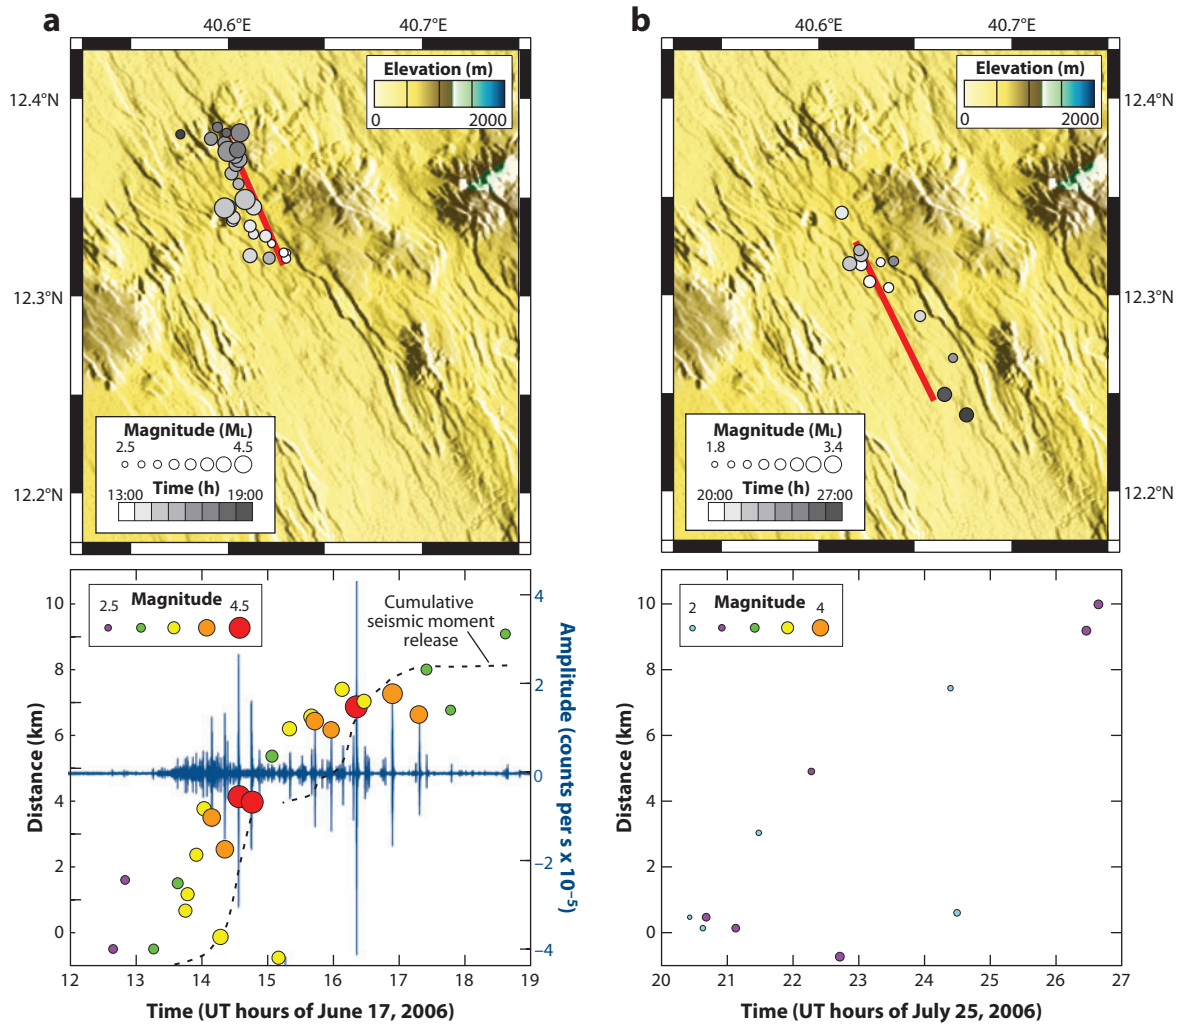 a
40.6°E
40.7°E
Elevation (m)
0
2000
12.4°N
12.3°N
12.2°N
Magnitude (ML)
2.5
4.5
Time (h)
13:00
19:00
b
40.6°E
40.7°E
Elevation (m)
0
2000
12.4°N
12.3°N
12.2°N
Magnitude (ML)
1.8
3.4
Time (h)
20:00
27:00
Magnitude
2.5
4.5
Cumulative
seismic moment
release
10
8
6
4
2
0
Distance (km)
4
2
0
−2
−4
Amplitude (counts per s x 10⁻⁵)
12
13
14
15
16
17
18
19
Time (UT hours of June 17, 2006)
Magnitude
2
4
10
8
6
4
2
0
Distance (km)
20
21
22
23
24
25
26
27
Time (UT hours of July 25, 2006)